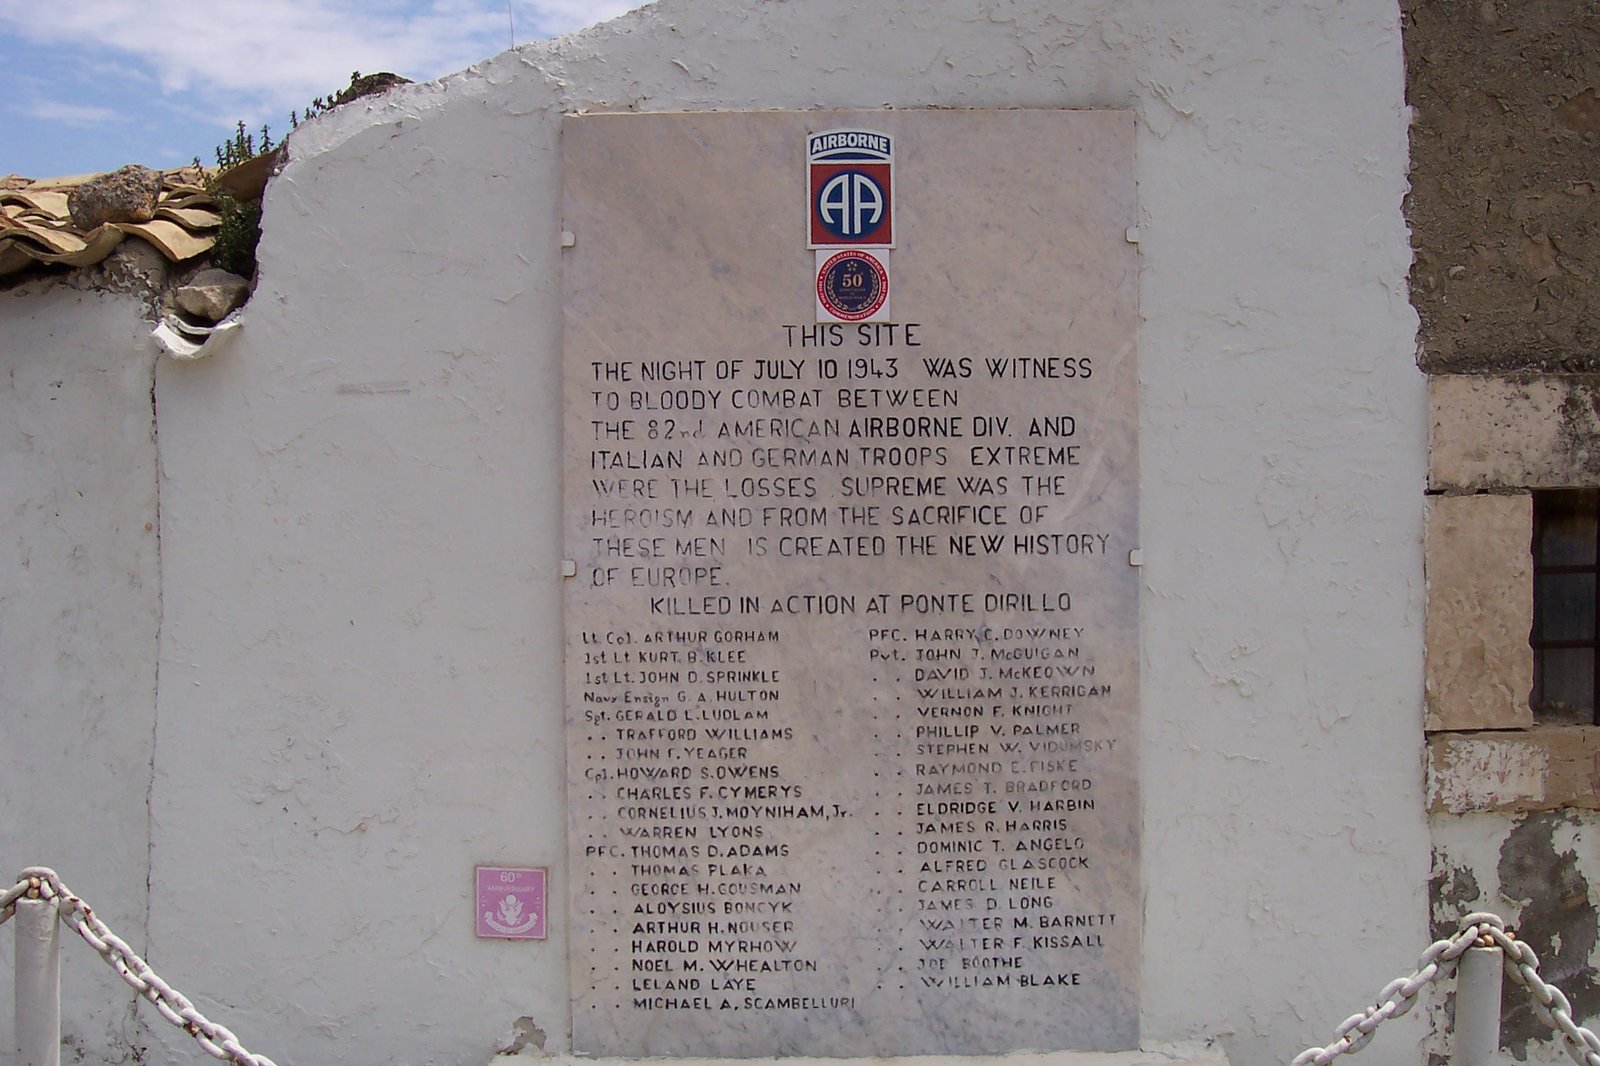 AIRBORNE
AA
UNITED STATES OF AMERICA
50
COMMEMORATION
THIS SITE
THE NIGHT OF JULY 10 1943 WAS WITNESS
TO BLOODY COMBAT BETWEEN
THE 82nd AMERICAN AIRBORNE DIV. AND
ITALIAN AND GERMAN TROOPS EXTREME
WERE THE LOSSES . SUPREME WAS THE
HEROISM AND FROM THE SACRIFICE OF
THESE MEN IS CREATED THE NEW HISTORY
OF EUROPE.
KILLED IN ACTION AT PONTE DIRILLO
Lt Col. ARTHUR GORHAM
1st Lt KURT B. KLEE
1st Lt. JOHN D. SPRINKLE
Navy Ensign G. A. HULTON
Sgt. GERALD L. LUDLAM
. . TRAFFORD WILLIAMS
. . JOHN F. YEAGER
Cpl. HOWARD S. OWENS
. . CHARLES F. CYMERYS
. . CORNELIUS J. MOYNIHAM, Jr.
. . WARREN LYONS
PFC. THOMAS D. ADAMS
. . THOMAS PLAKA
. . GEORGE H. GOUSMAN
. . ALOYSIUS BONCYK
. . ARTHUR H. NOUSER
. . HAROLD MYRHOW
. . NOEL M. WHEALTON
. . LELAND LAYE
. . MICHAEL A. SCAMBELLURI
PFC. HARRY C. DOWNEY
Pvt. JOHN J. McGUIGAN
. . DAVID J. McKEOWN
. . WILLIAM J. KERRIGAN
. . VERNON F. KNIGHT
. . PHILLIP V. PALMER
. . STEPHEN W. VIDUMSKY
. . RAYMOND E. FISKE
. . JAMES T. BRADFORD
. . ELDRIDGE V. HARBIN
. . JAMES R. HARRIS
. . DOMINIC T. ANGELO
. . ALFRED GLASCOCK
. . CARROLL NEILE
. . JAMES D. LONG
. . WALTER M. BARNETT
. . WALTER F. KISSALL
. . JOE BOOTHE
. . WILLIAM BLAKE
60th
ANNIVERSARY